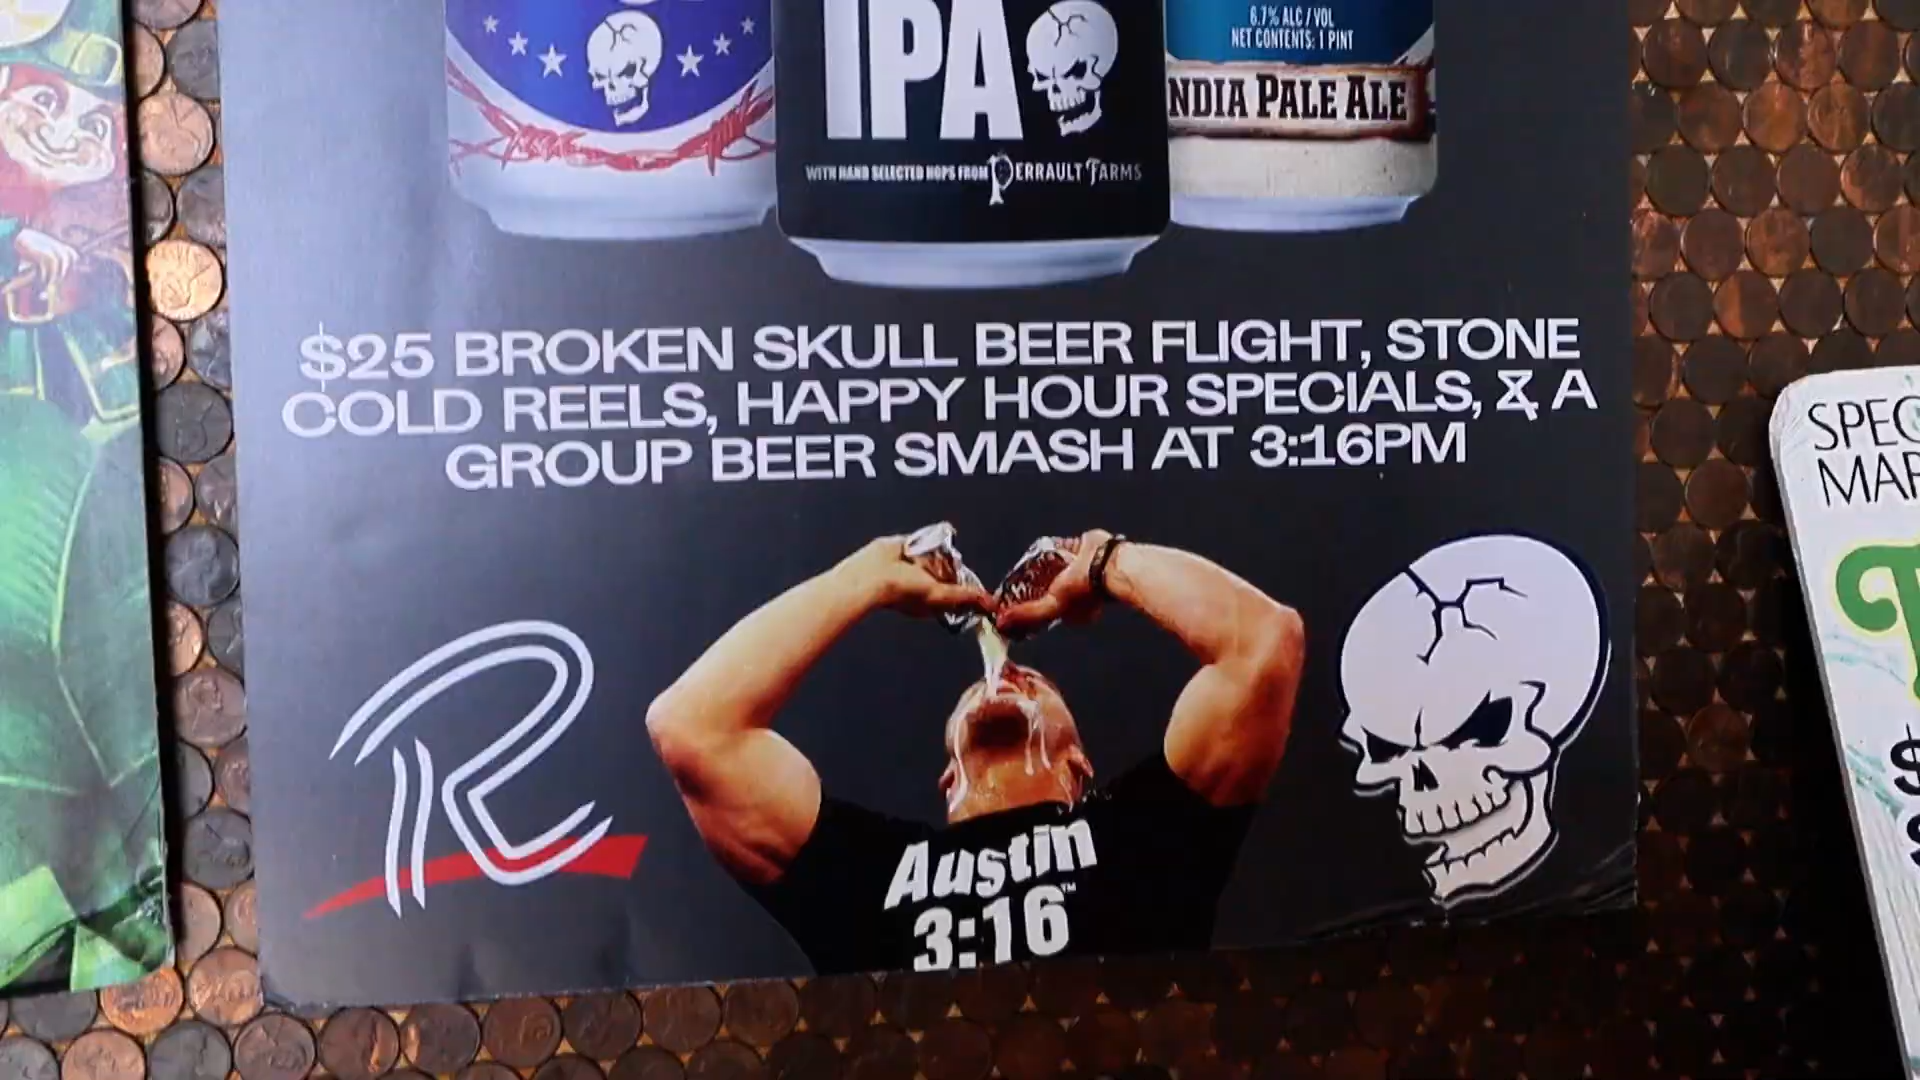 6.7% ALC / VOL
NET CONTENTS: 1 PINT
IPA
NDIA PALE ALE
WITH HAND SELECTED HOPS FROM PERRAULT FARMS
$25 BROKEN SKULL BEER FLIGHT, STONE
COLD REELS, HAPPY HOUR SPECIALS, & A
GROUP BEER SMASH AT 3:16PM
R
Austin
3:16™
SPEC
MAR
$